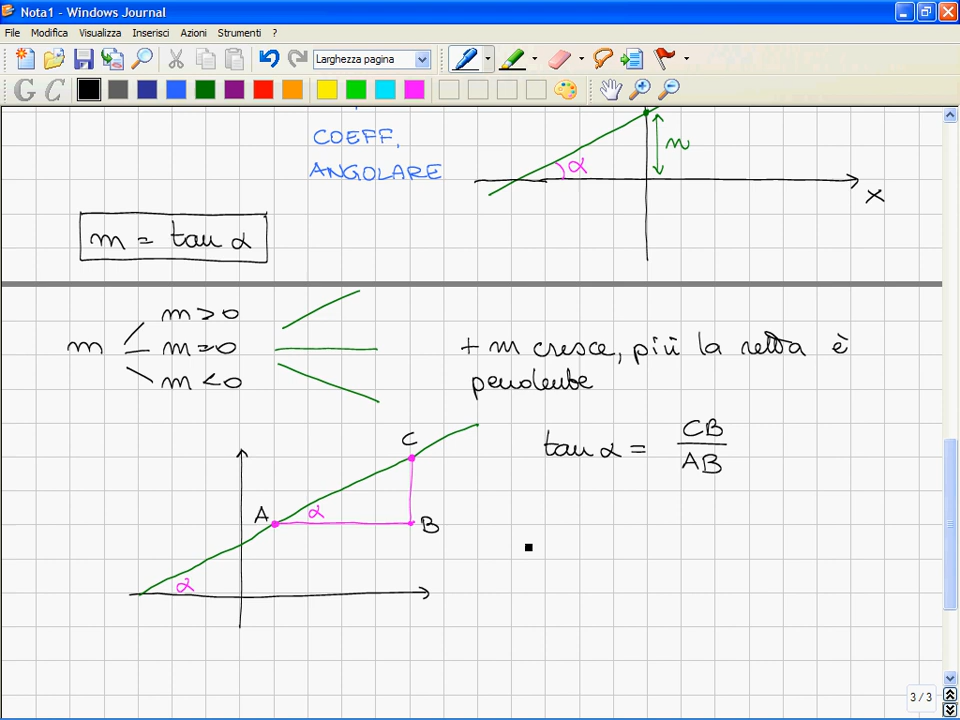 Nota1 - Windows Journal
File Modifica Visualizza Inserisci Azioni Strumenti ?
Larghezza pagina
G C
COEFF.
ANGOLARE
α
n
x
m = tan α
m > 0
m m = 0
m < 0
+ m cresce, più la retta è
pendente
tan α = CB
AB
C
A α B
α
3 / 3